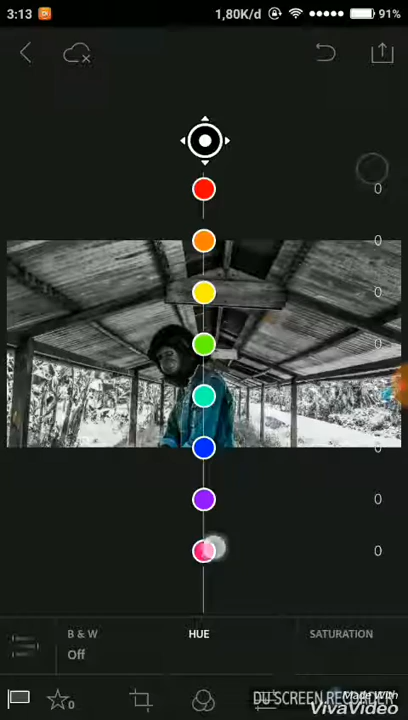 3:13 1,80K/d 91%
0
0
0
0
0
0
0
B & W HUE SATURATION
Off
0 DU SCREEN RECORDER
Made With
VivaVideo